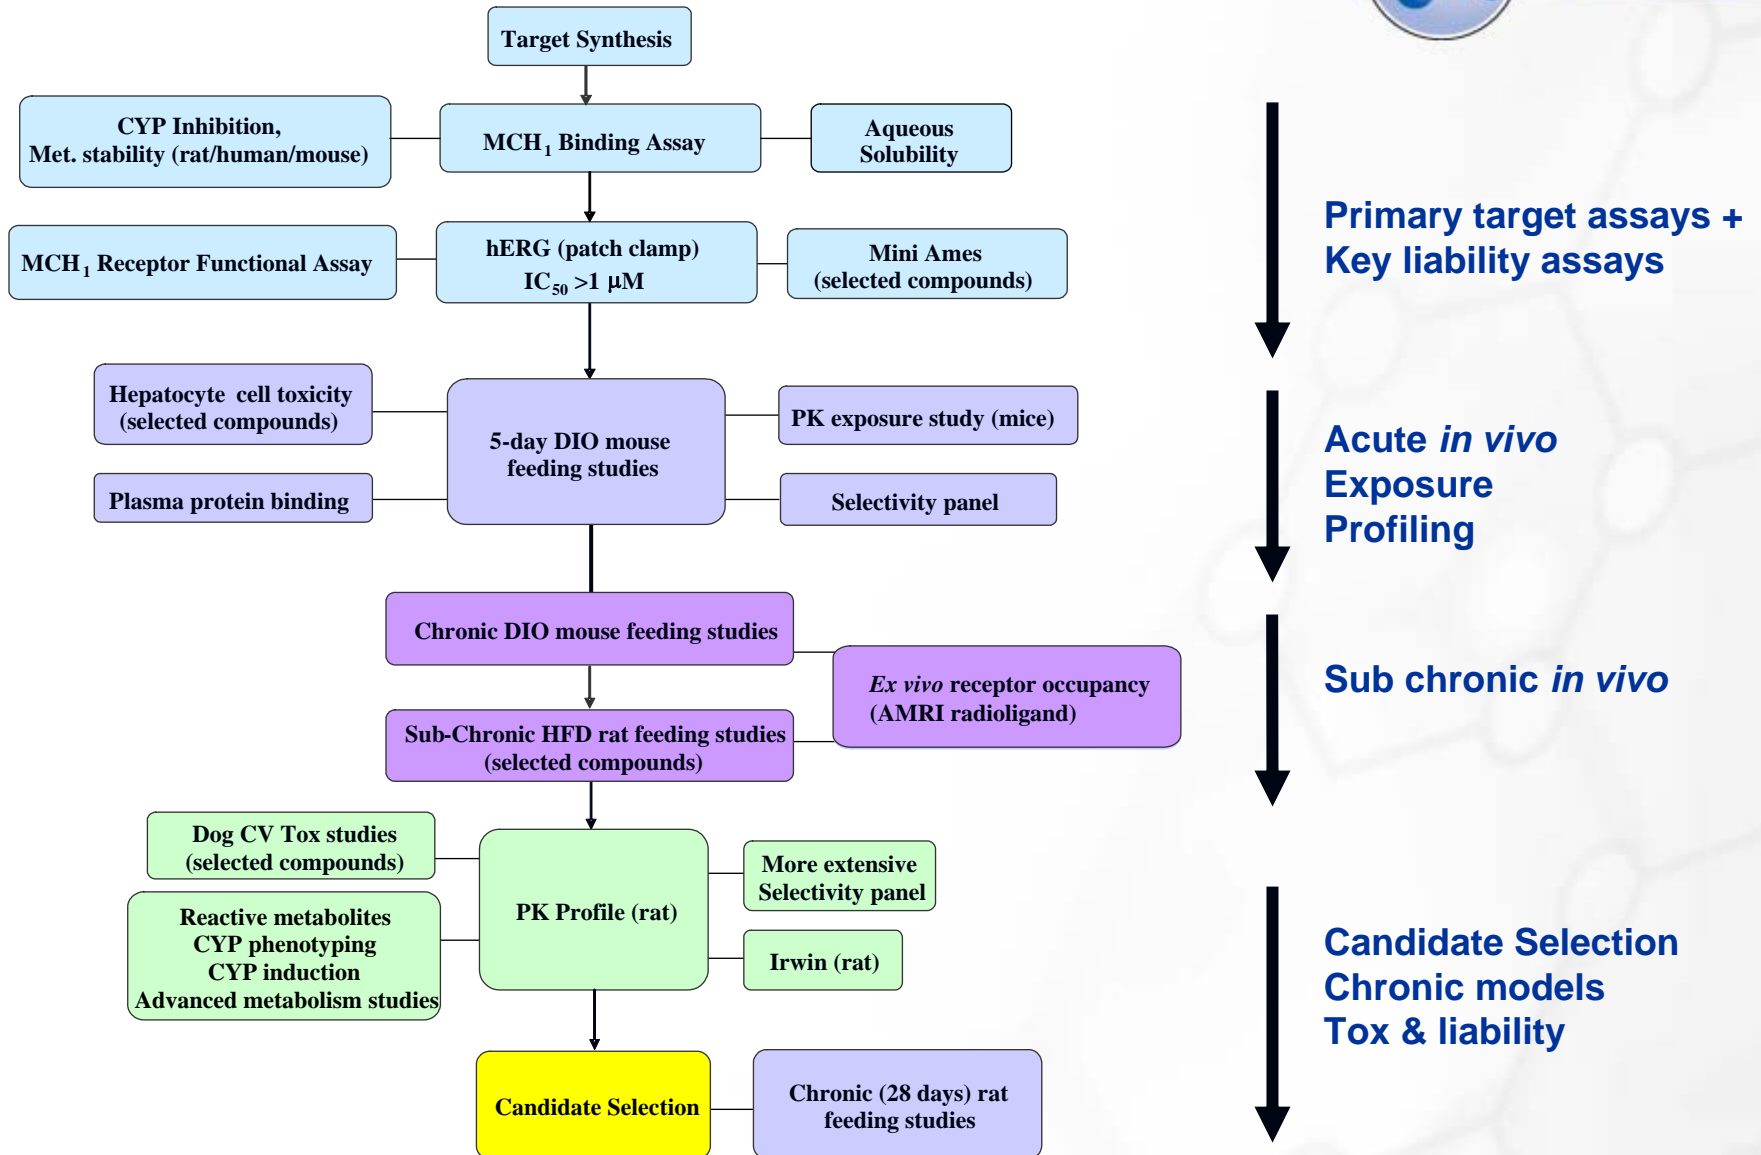 Target Synthesis
CYP Inhibition,
Met. stability (rat/human/mouse)
MCH₁ Binding Assay
Aqueous
Solubility
MCH₁ Receptor Functional Assay
hERG (patch clamp)
IC₅₀ >1 µM
Mini Ames
(selected compounds)
Primary target assays +
Key liability assays
Hepatocyte cell toxicity
(selected compounds)
Plasma protein binding
5-day DIO mouse
feeding studies
PK exposure study (mice)
Selectivity panel
Acute in vivo
Exposure
Profiling
Chronic DIO mouse feeding studies
Ex vivo receptor occupancy
(AMRI radioligand)
Sub-Chronic HFD rat feeding studies
(selected compounds)
Sub chronic in vivo
Dog CV Tox studies
(selected compounds)
Reactive metabolites
CYP phenotyping
CYP induction
Advanced metabolism studies
PK Profile (rat)
More extensive
Selectivity panel
Irwin (rat)
Candidate Selection
Chronic models
Tox & liability
Candidate Selection
Chronic (28 days) rat
feeding studies